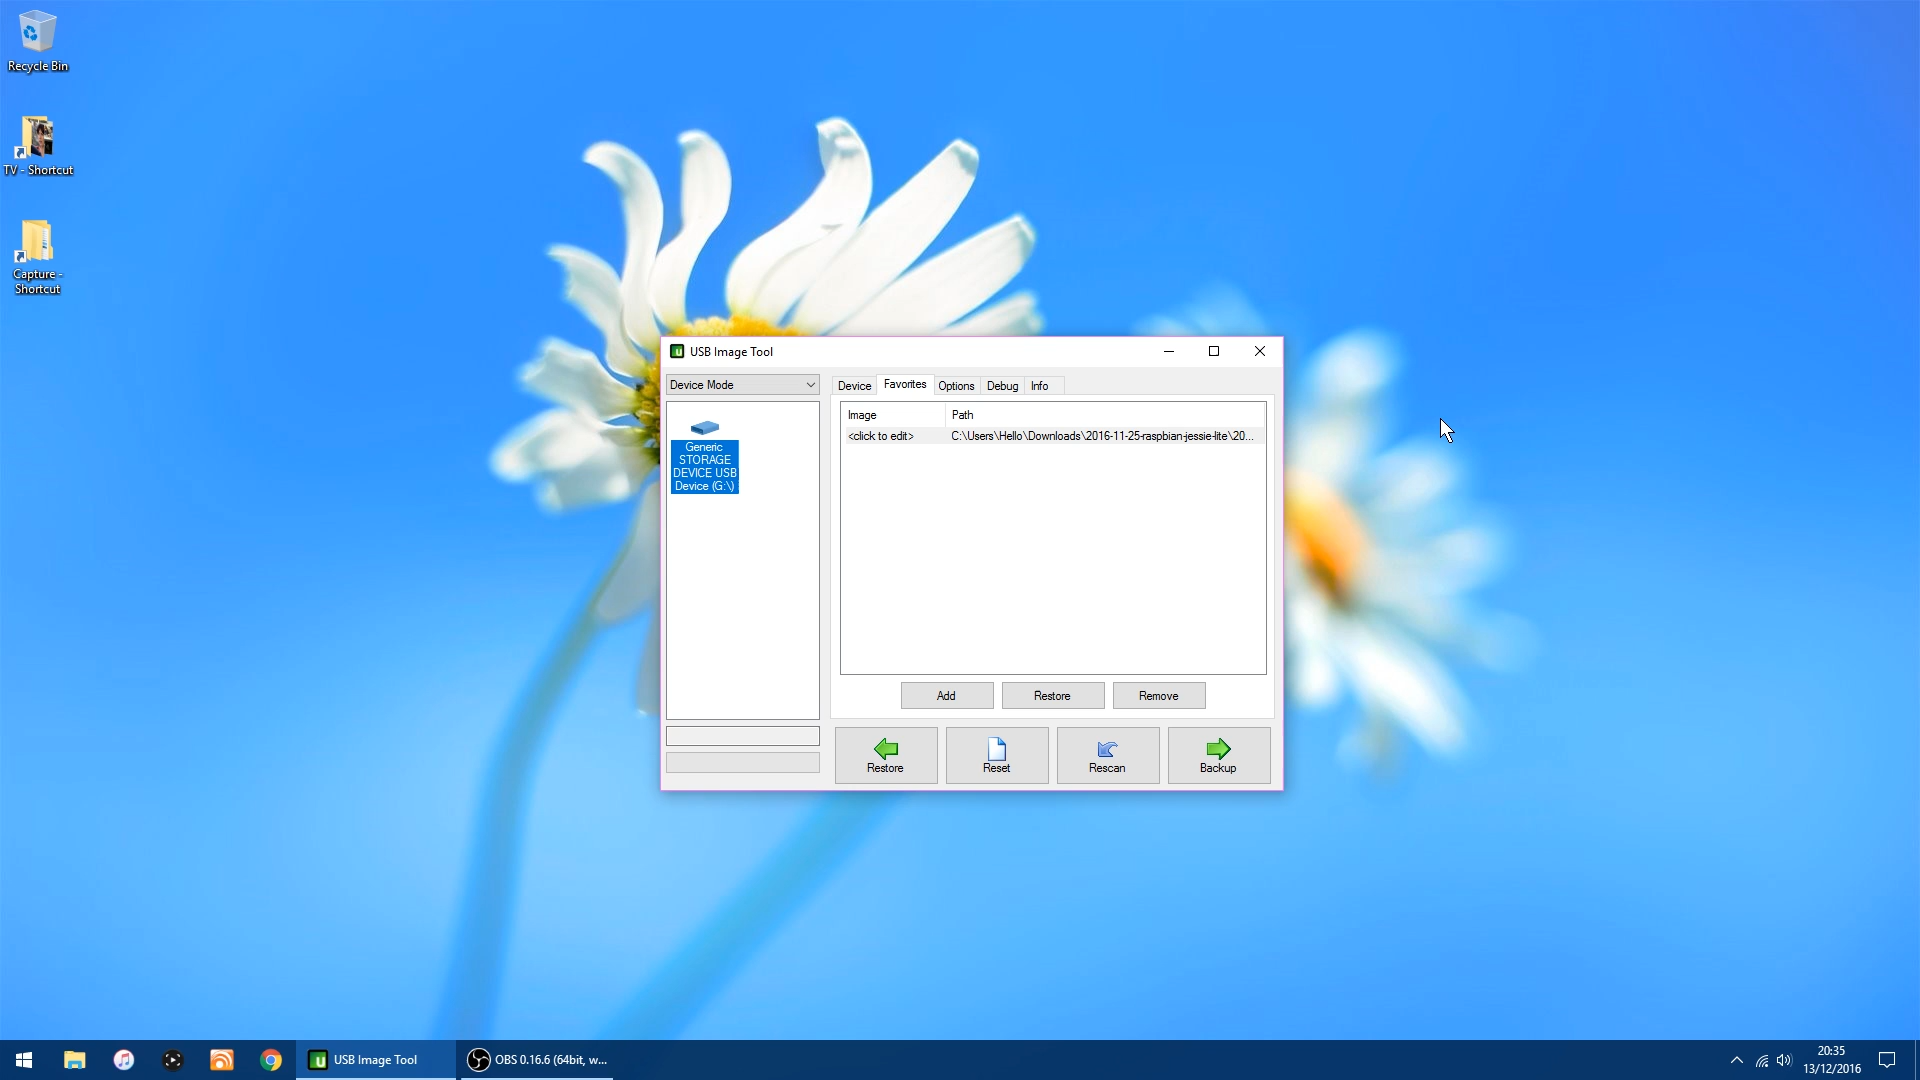 Recycle Bin
TV - Shortcut
Capture -
Shortcut
USB Image Tool
Device Mode
Generic
STORAGE
DEVICE USB
Device (G:\)
Device
Favorites
Options
Debug
Info
Image
Path
<click to edit>
C:\Users\Hello\Downloads\2016-11-25-raspbian-jessie-lite\20...
Add
Restore
Remove
Restore
Reset
Rescan
Backup
USB Image Tool
OBS 0.16.6 (64bit, w...
20:35
13/12/2016